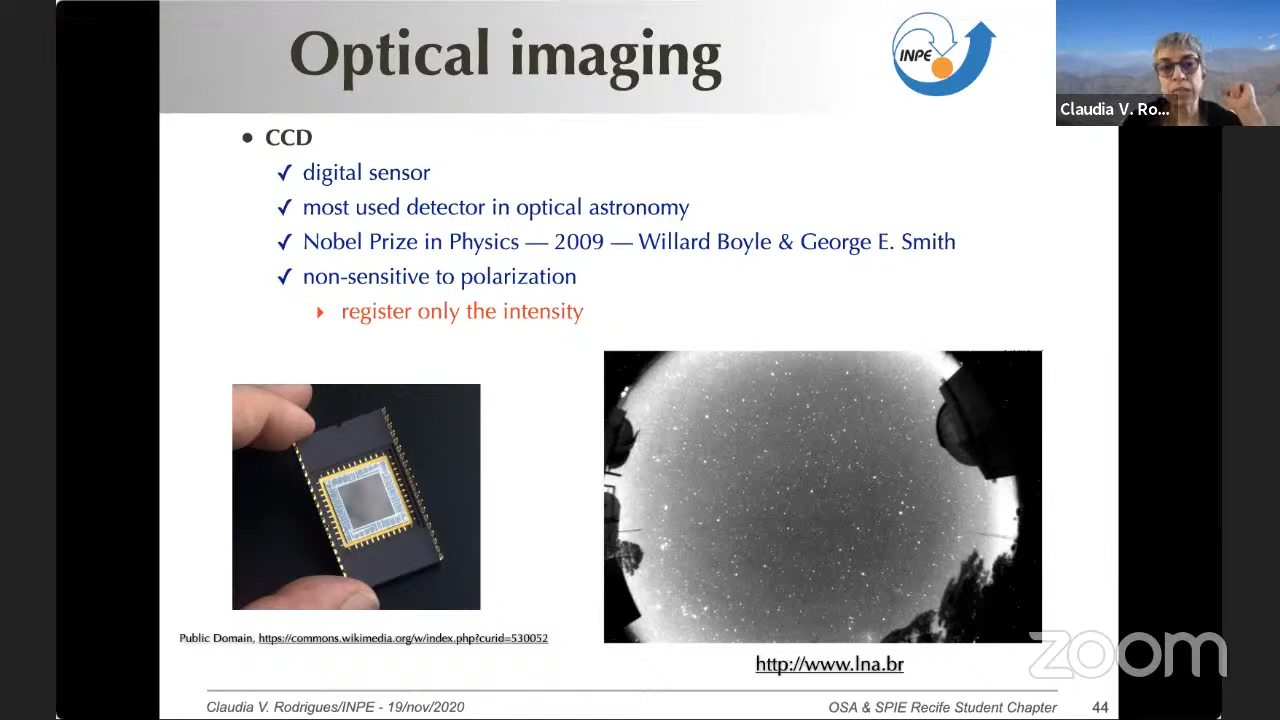 Optical imaging
INPE
Claudia V. Ro...
• CCD
✓ digital sensor
✓ most used detector in optical astronomy
✓ Nobel Prize in Physics — 2009 — Willard Boyle & George E. Smith
✓ non-sensitive to polarization
‣ register only the intensity
Public Domain, https://commons.wikimedia.org/w/index.php?curid=530052
http://www.lna.br
zoom
Claudia V. Rodrigues/INPE - 19/nov/2020
OSA & SPIE Recife Student Chapter
44